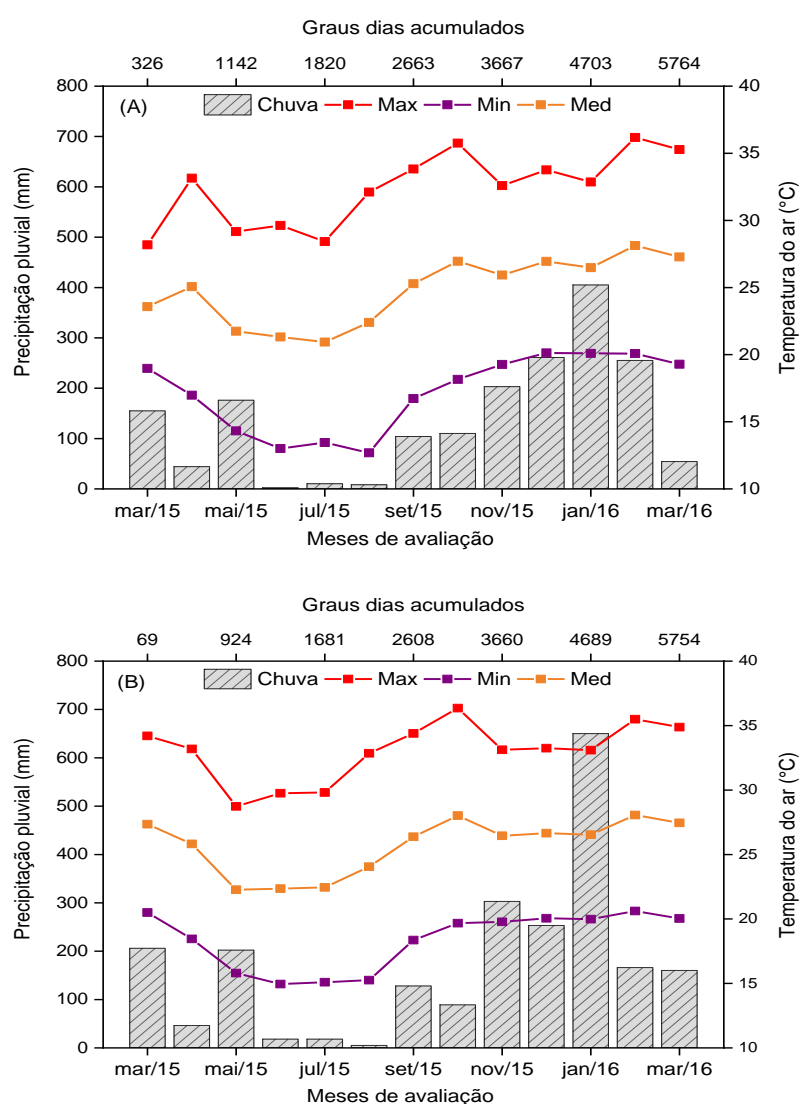 Graus dias acumulados
326 1142 1820 2663 3667 4703 5764
800 40
(A) Chuva Max Min Med
700
35
600
30
500
400
25
300
20
200
15
100
0 10
mar/15 mai/15 jul/15 set/15 nov/15 jan/16 mar/16
Meses de avaliação
Precipitação pluvial (mm)
Temperatura do ar (°C)
Graus dias acumulados
69 924 1681 2608 3660 4689 5754
800 40
(B) Chuva Max Min Med
700
35
600
30
500
400
25
300
20
200
15
100
0 10
mar/15 mai/15 jul/15 set/15 nov/15 jan/16 mar/16
Meses de avaliação
Precipitação pluvial (mm)
Temperatura do ar (°C)